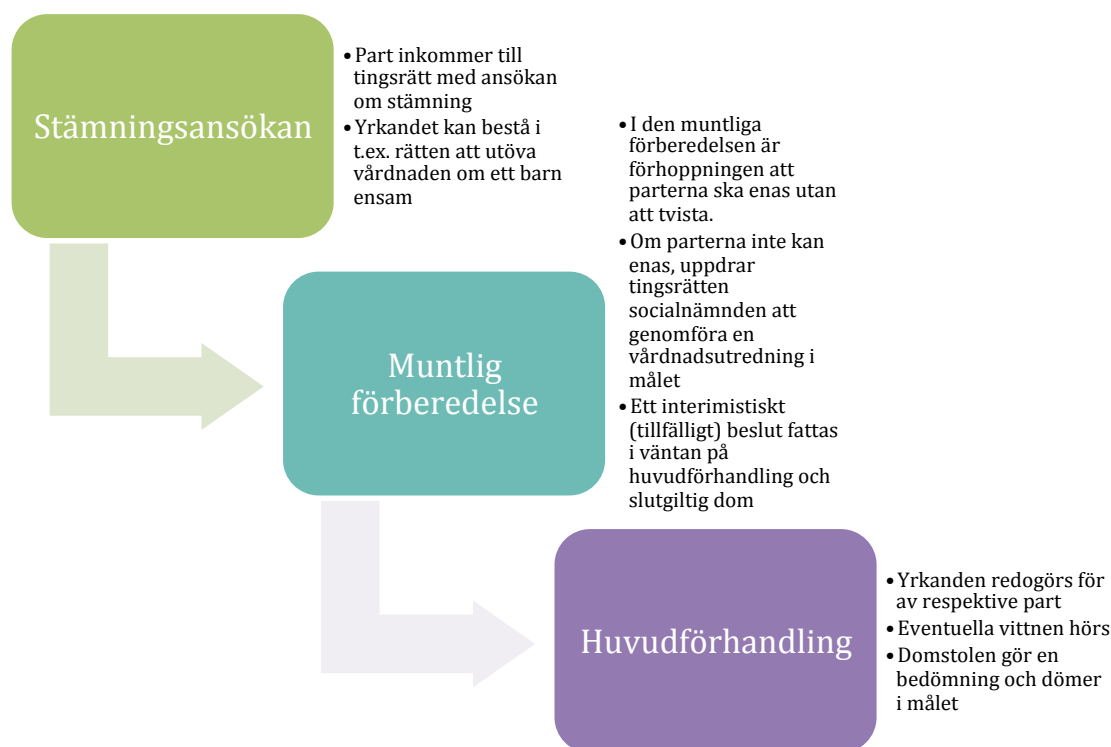 Stämningsansökan
• Part inkommer till
tingsrätt med ansökan
om stämning
• Yrkandet kan bestå i
t.ex. rätten att utöva
vårdnaden om ett barn
ensam
Muntlig
förberedelse
• I den muntliga
förberedelsen är
förhoppningen att
parterna ska enas utan
att tvista.
• Om parterna inte kan
enas, uppdrar
tingsrätten
socialnämnden att
genomföra en
vårdnadsutredning i
målet
• Ett interimistiskt
(tillfälligt) beslut fattas
i väntan på
huvudförhandling och
slutgiltig dom
Huvudförhandling
• Yrkanden redogörs för
av respektive part
• Eventuella vittnen hörs
• Domstolen gör en
bedömning och dömer
i målet